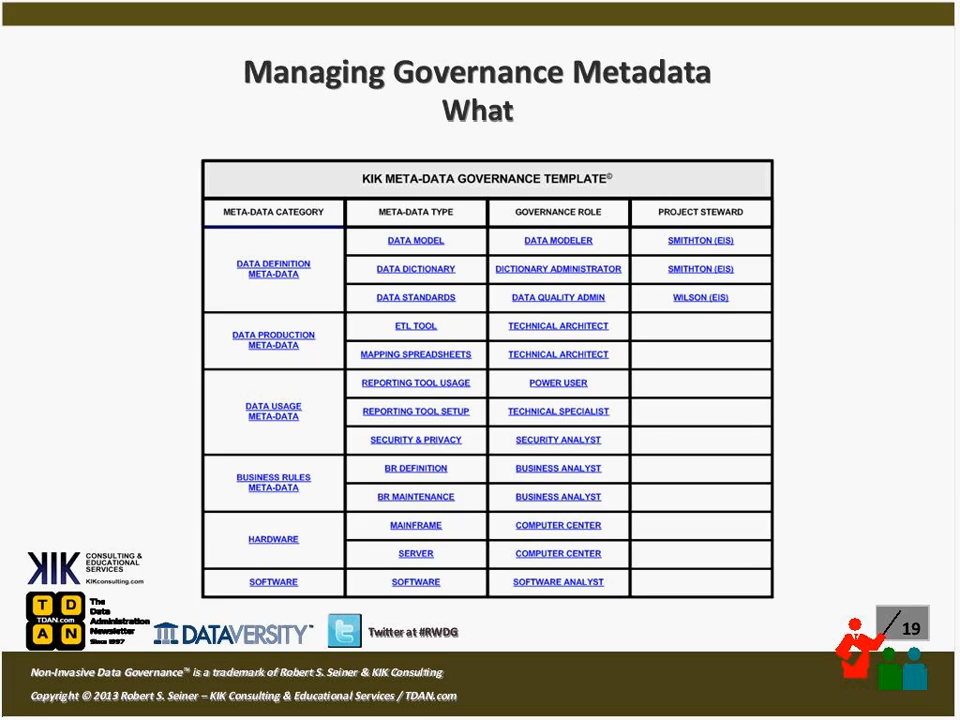 Managing Governance Metadata
What
KIK META-DATA GOVERNANCE TEMPLATE©
META-DATA CATEGORY META-DATA TYPE GOVERNANCE ROLE PROJECT STEWARD
DATA DEFINITION
META-DATA
DATA MODEL DATA MODELER SMITHTON (EIS)
DATA DICTIONARY DICTIONARY ADMINISTRATOR SMITHTON (EIS)
DATA STANDARDS DATA QUALITY ADMIN WILSON (EIS)
DATA PRODUCTION
META-DATA
ETL TOOL TECHNICAL ARCHITECT
MAPPING SPREADSHEETS TECHNICAL ARCHITECT
DATA USAGE
META-DATA
REPORTING TOOL USAGE POWER USER
REPORTING TOOL SETUP TECHNICAL SPECIALIST
SECURITY & PRIVACY SECURITY ANALYST
BUSINESS RULES
META-DATA
BR DEFINITION BUSINESS ANALYST
BR MAINTENANCE BUSINESS ANALYST
HARDWARE
MAINFRAME COMPUTER CENTER
SERVER COMPUTER CENTER
SOFTWARE SOFTWARE SOFTWARE ANALYST
KIK CONSULTING &
EDUCATIONAL
SERVICES
KIKconsulting.com
T D
TDAN.com
A N
The
Data
Administration
Newsletter
Since 1997
DATAVERSITY™
Twitter at #RWDG
19
Non-Invasive Data Governance™ is a trademark of Robert S. Seiner & KIK Consulting
Copyright © 2013 Robert S. Seiner – KIK Consulting & Educational Services / TDAN.com